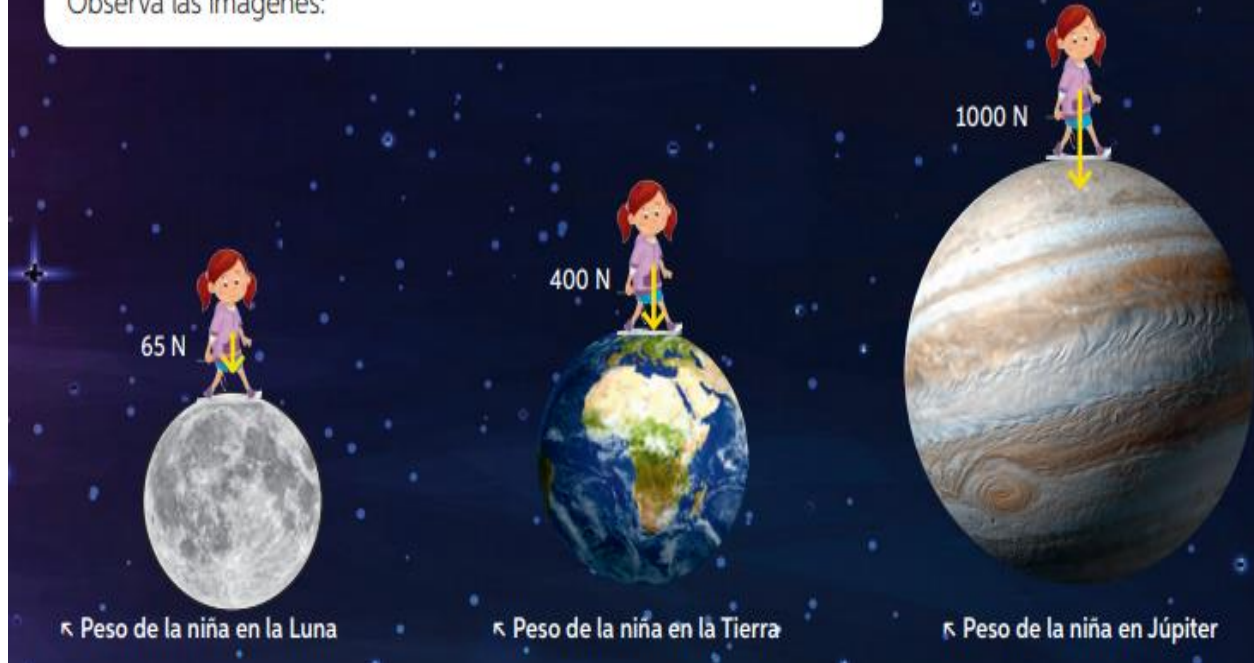 Observa las imágenes:
1000 N
400 N
65 N
↖ Peso de la niña en la Luna
↖ Peso de la niña en la Tierra
↖ Peso de la niña en Júpiter